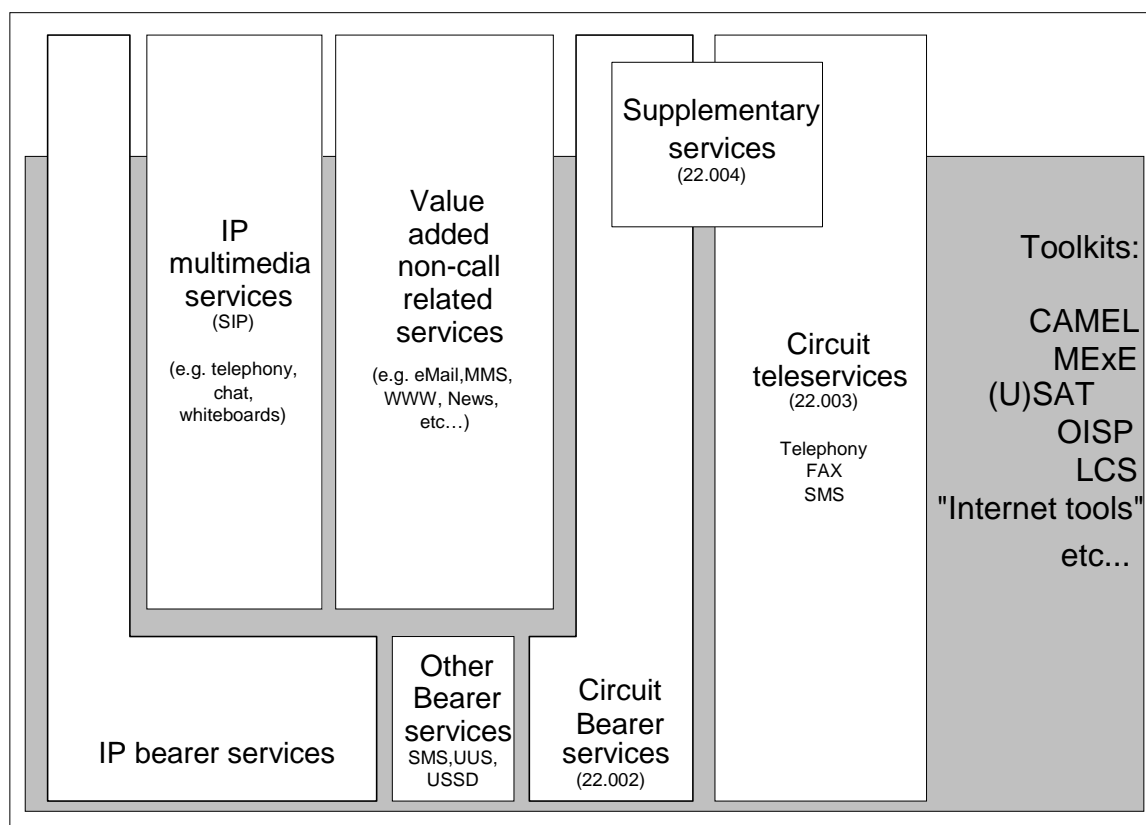 Supplementary
services
(22.004)
IP
multimedia
services
(SIP)
(e.g. telephony,
chat,
whiteboards)
Value
added
non-call
related
services
(e.g. eMail,MMS,
WWW, News,
etc…)
Circuit
teleservices
(22.003)
Telephony
FAX
SMS
Toolkits:
CAMEL
MExE
(U)SAT
OISP
LCS
"Internet tools"
etc...
IP bearer services
Other
Bearer
services
SMS,UUS,
USSD
Circuit
Bearer
services
(22.002)